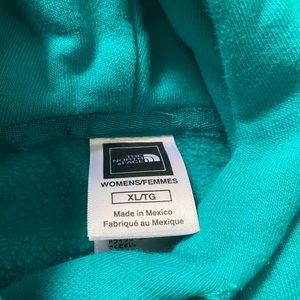 THE
NORTH
FACE
WOMENS/FEMMES
XL/TG
Made in Mexico
Fabriqué au Mexique